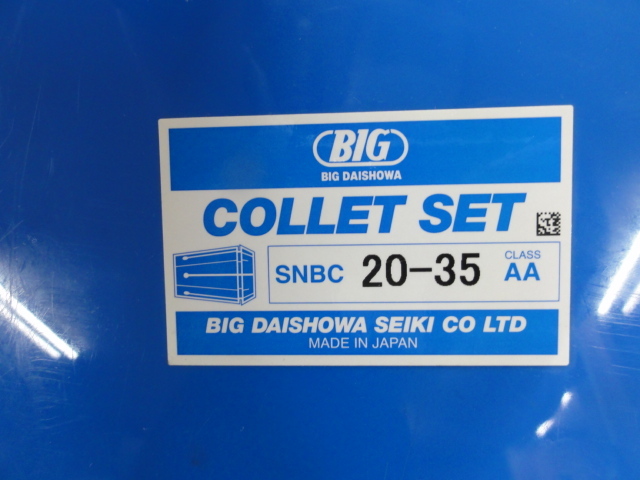 BIG
BIG DAISHOWA
COLLET SET
SNBC 20-35 CLASS AA
BIG DAISHOWA SEIKI CO LTD
MADE IN JAPAN